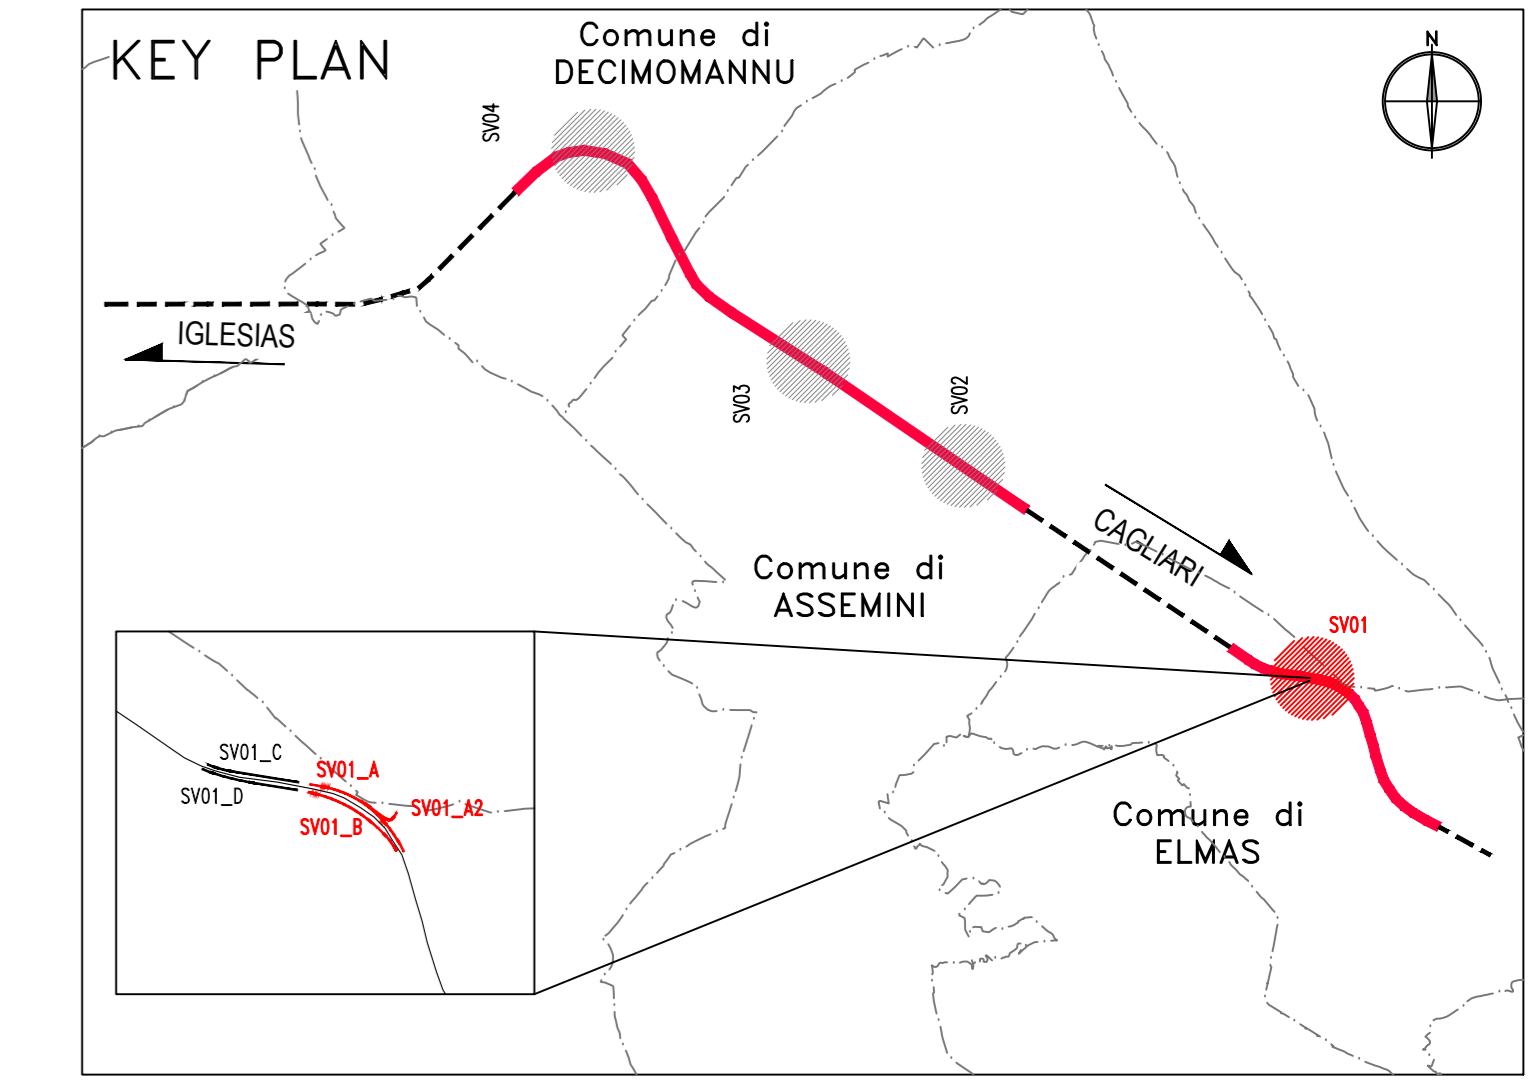 KEY PLAN
Comune di
DECIMOMANNU
N
SV04
IGLESIAS
SV03
SV02
CAGLIARI
Comune di
ASSEMINI
SV01
SV01_C
SV01_A
SV01_D
SV01_A2
SV01_B
Comune di
ELMAS